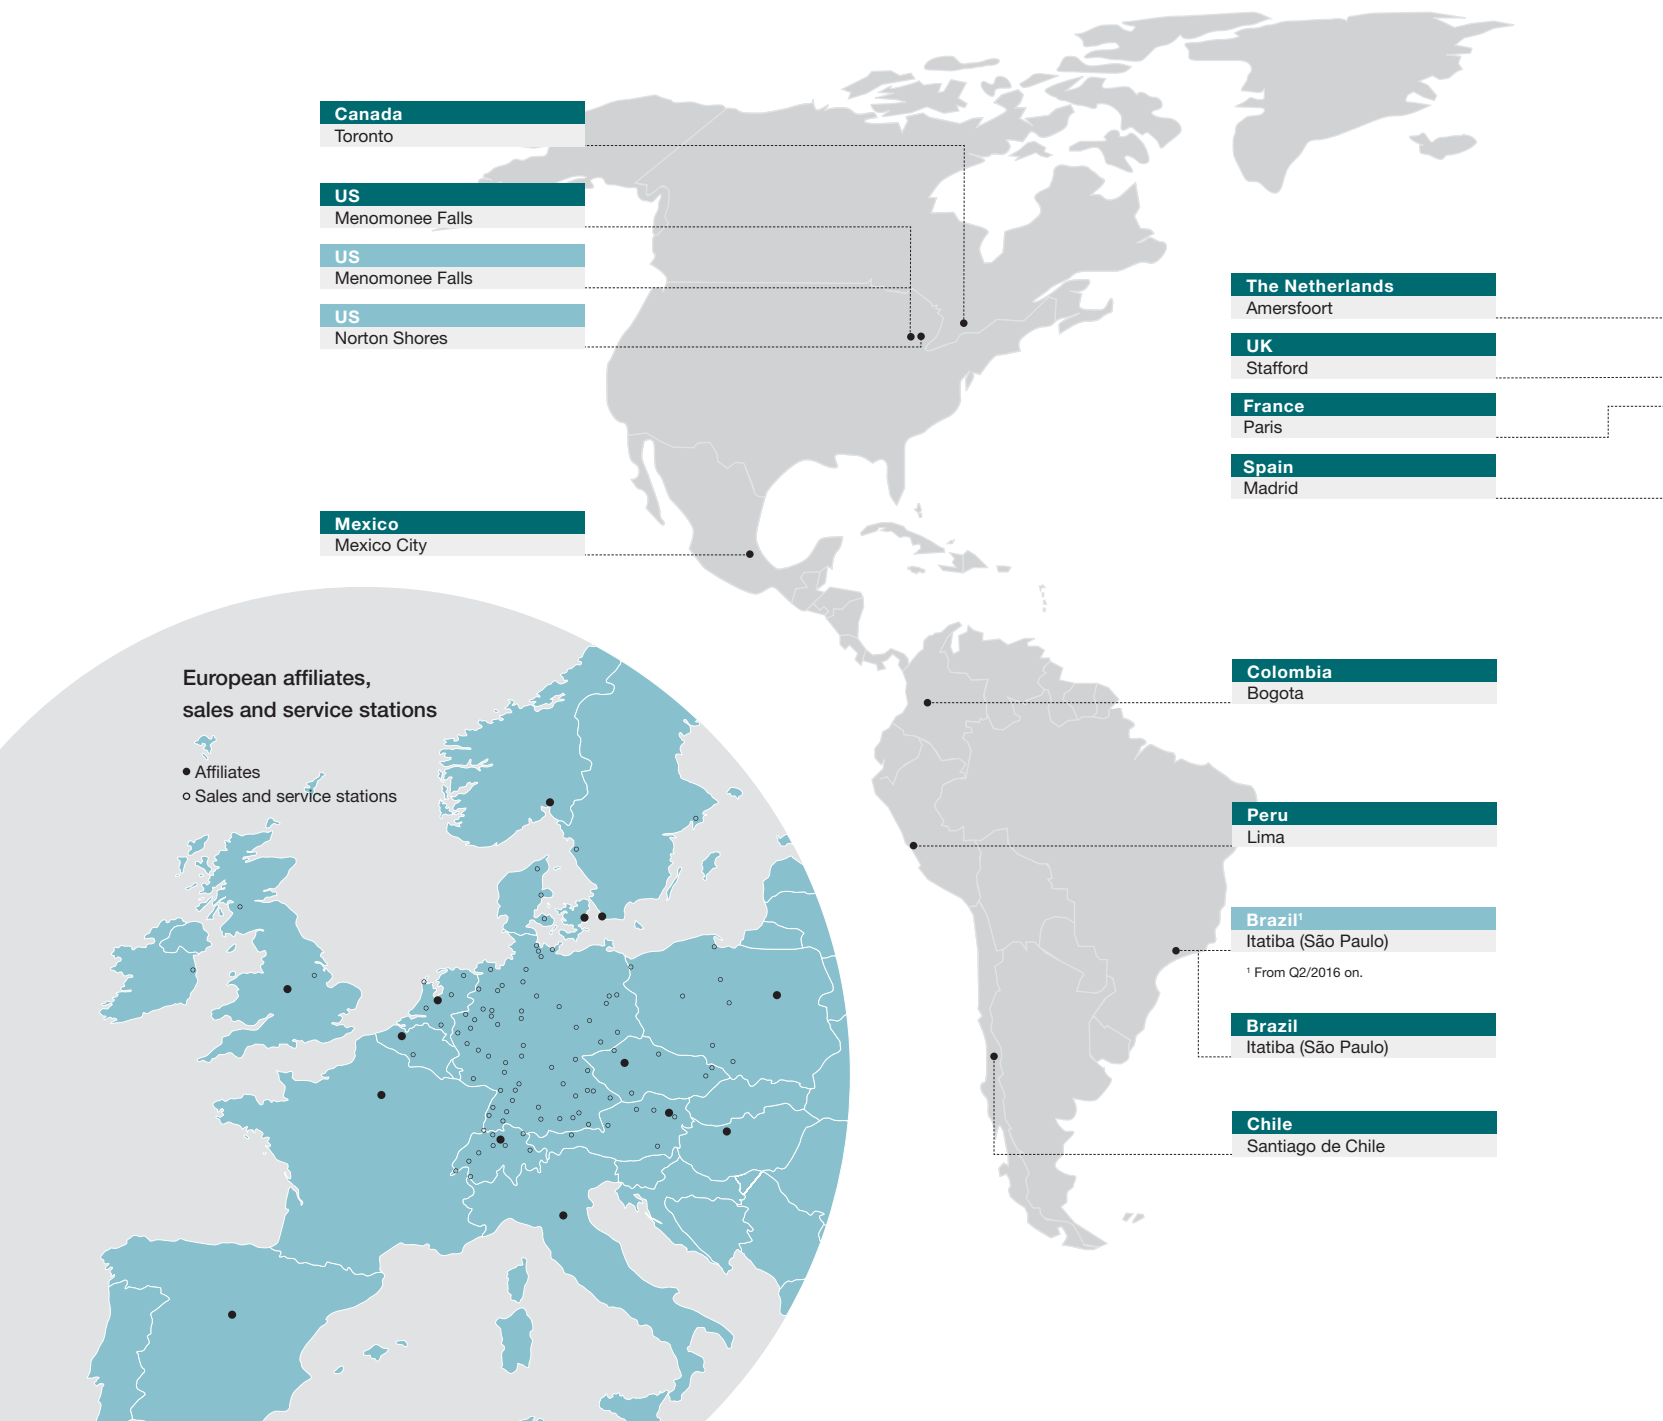 Canada
Toronto
US
Menomonee Falls
US
Menomonee Falls
US
Norton Shores
Mexico
Mexico City
The Netherlands
Amersfoort
UK
Stafford
France
Paris
Spain
Madrid
Colombia
Bogota
Peru
Lima
Brazil¹
Itatiba (São Paulo)
¹ From Q2/2016 on.
Brazil
Itatiba (São Paulo)
Chile
Santiago de Chile
European affiliates,
sales and service stations
Affiliates
Sales and service stations